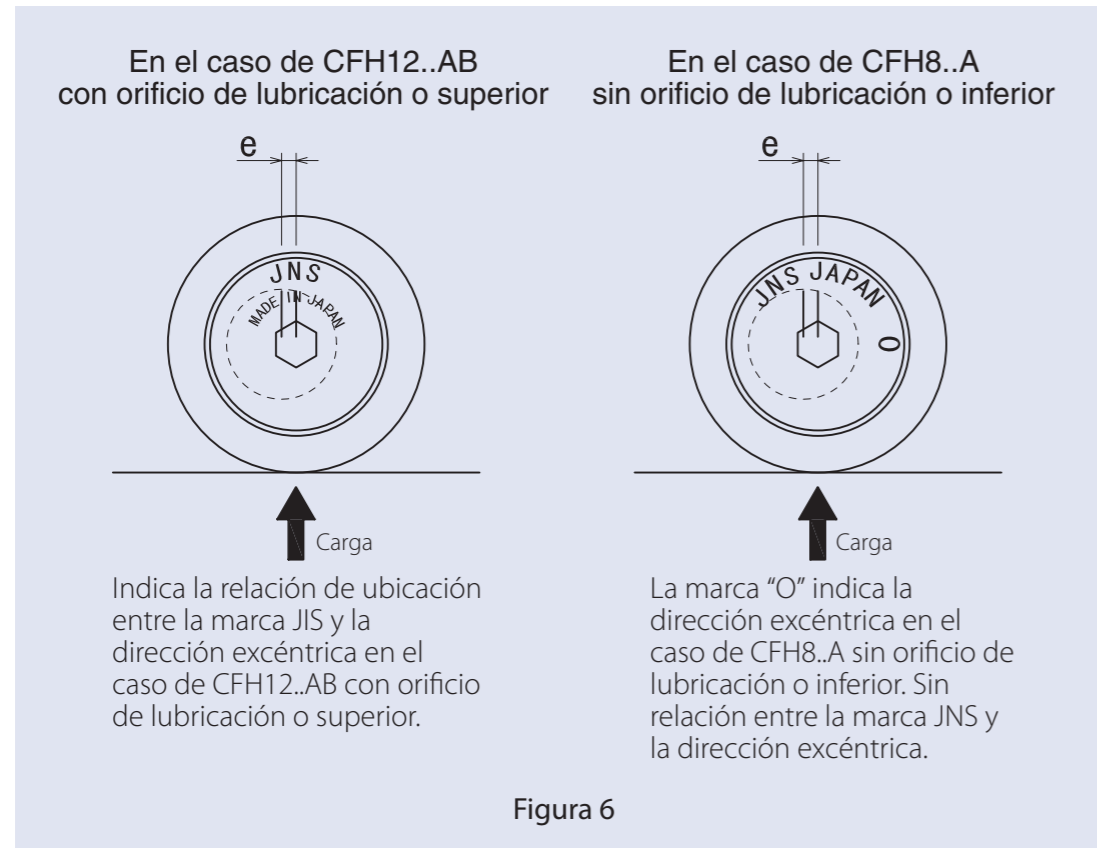 En el caso de CFH12..AB
con orificio de lubricación o superior
e
JNS
MADE IN JAPAN
Carga
Indica la relación de ubicación
entre la marca JIS y la
dirección excéntrica en el
caso de CFH12..AB con orificio
de lubricación o superior.
En el caso de CFH8..A
sin orificio de lubricación o inferior
e
JNS JAPAN O
Carga
La marca “O” indica la
dirección excéntrica en el
caso de CFH8..A sin orificio de
lubricación o inferior. Sin
relación entre la marca JNS y
la dirección excéntrica.
Figura 6